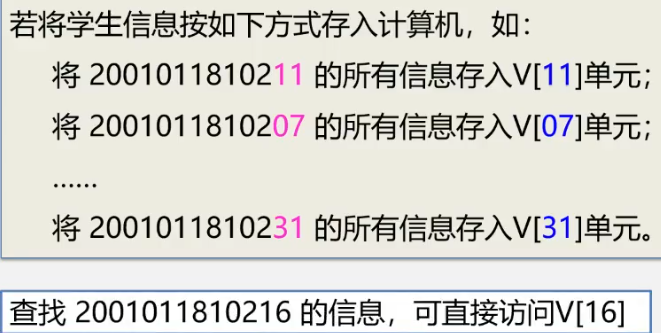 若将学生信息按如下方式存入计算机，如：
将 2001011810211 的所有信息存入V[11]单元；
将 2001011810207 的所有信息存入V[07]单元；
......
将 2001011810231 的所有信息存入V[31]单元。
查找 2001011810216 的信息，可直接访问V[16]